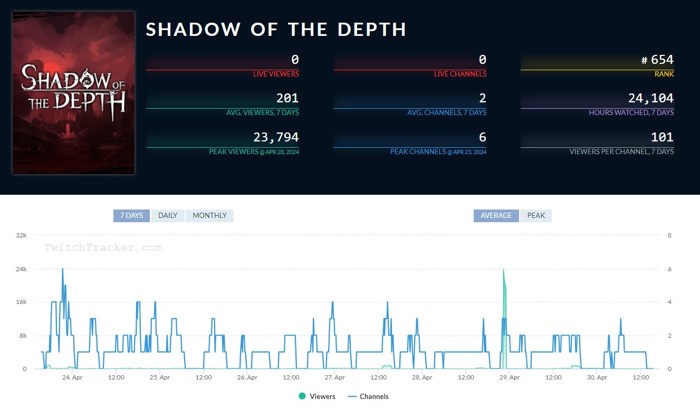 SHADOW OF THE DEPTH
SHADOW OF
THE DEPTH
0
LIVE VIEWERS
0
LIVE CHANNELS
# 654
RANK
201
AVG. VIEWERS, 7 DAYS
2
AVG. CHANNELS, 7 DAYS
24,104
HOURS WATCHED, 7 DAYS
23,794
PEAK VIEWERS @ APR 28, 2024
6
PEAK CHANNELS @ APR 23, 2024
101
VIEWERS PER CHANNEL, 7 DAYS
7 DAYS DAILY MONTHLY AVERAGE PEAK
TwitchTracker.com
32k 8
24k 6
16k 4
8k 2
0 0
24. Apr 12:00 25. Apr 12:00 26. Apr 12:00 27. Apr 12:00 28. Apr 12:00 29. Apr 12:00 30. Apr 12:00
Viewers Channels